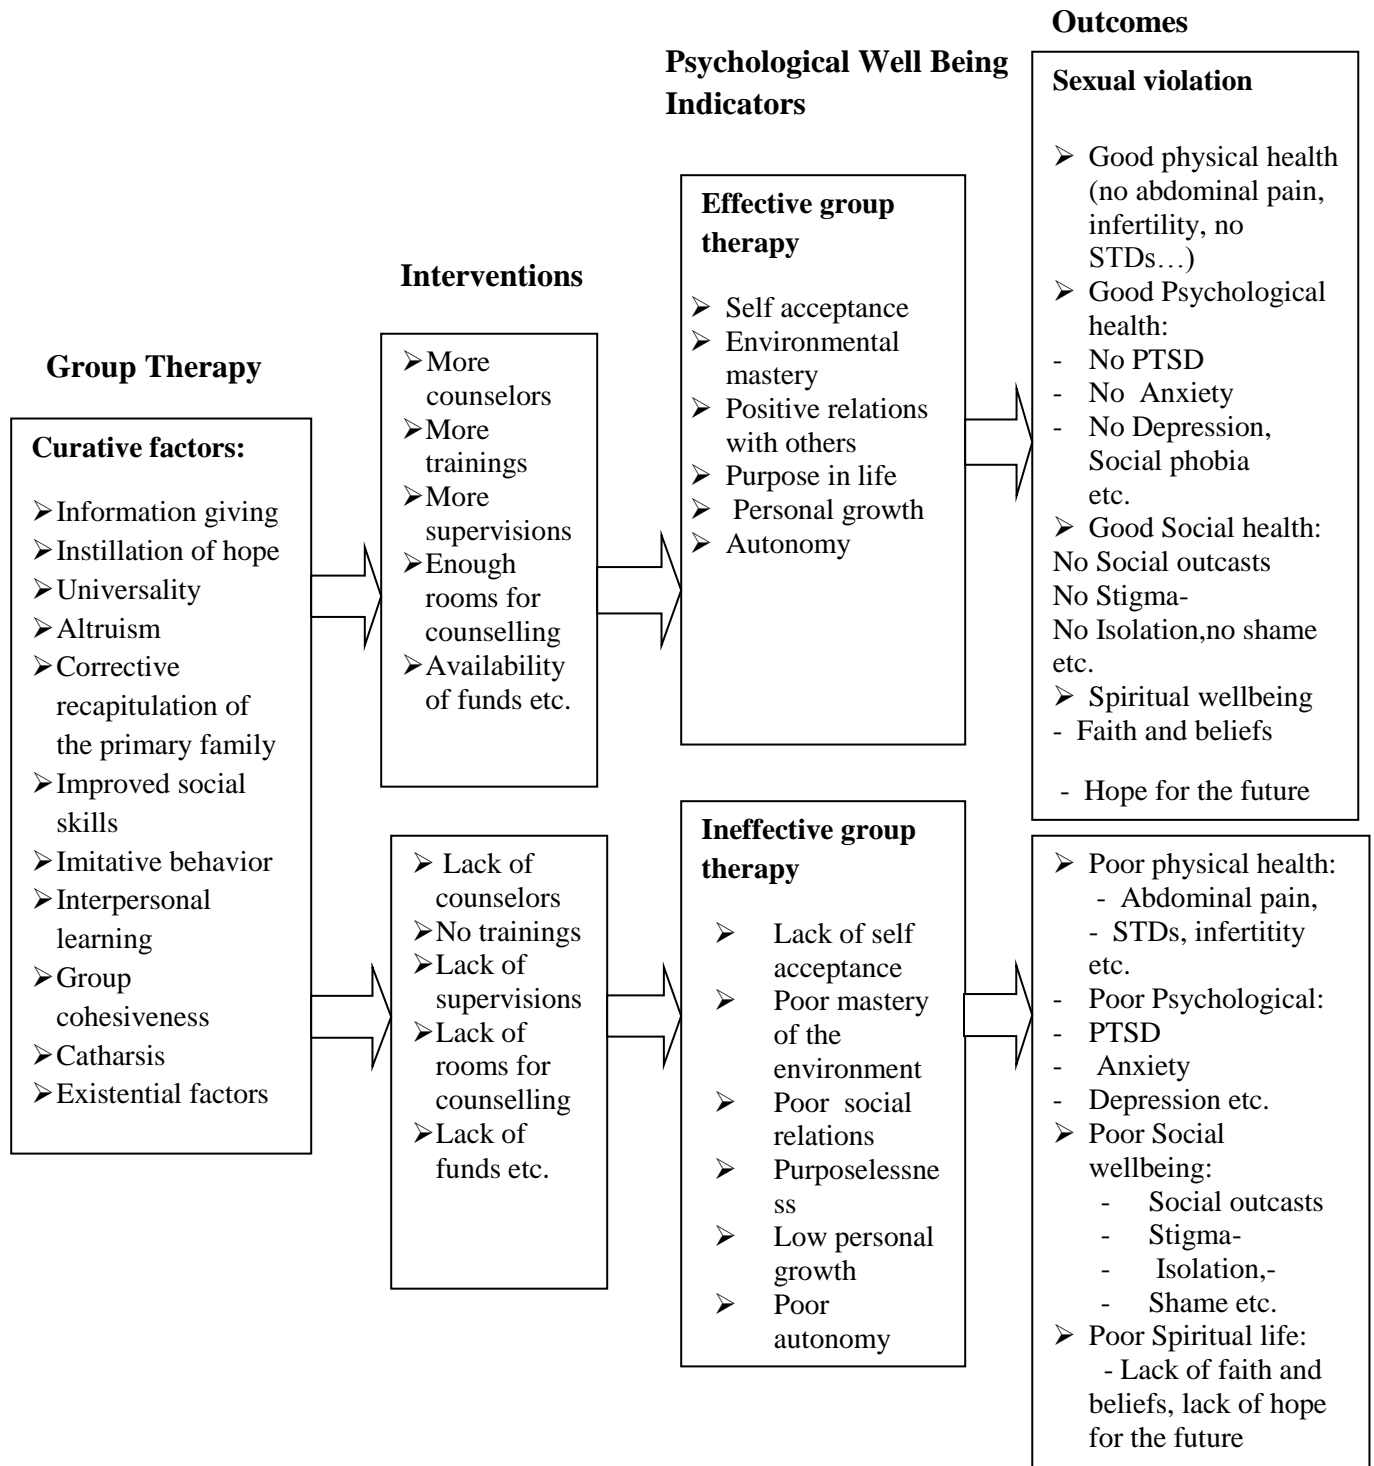 Group Therapy
Curative factors:
➢Information giving
➢Instillation of hope
➢Universality
➢Altruism
➢Corrective
recapitulation of
the primary family
➢Improved social
skills
➢Imitative behavior
➢Interpersonal
learning
➢Group
cohesiveness
➢Catharsis
➢Existential factors
Interventions
➢More
counselors
➢More
trainings
➢More
supervisions
➢Enough
rooms for
counselling
➢Availability
of funds etc.
➢ Lack of
counselors
➢No trainings
➢Lack of
supervisions
➢Lack of
rooms for
counselling
➢Lack of
funds etc.
Psychological Well Being
Indicators
Effective group
therapy
➢ Self acceptance
➢ Environmental
mastery
➢ Positive relations
with others
➢ Purpose in life
➢ Personal growth
➢ Autonomy
Ineffective group
therapy
➢ Lack of self
acceptance
➢ Poor mastery
of the
environment
➢ Poor social
relations
➢ Purposelessne
ss
➢ Low personal
growth
➢ Poor
autonomy
Outcomes
Sexual violation
➢ Good physical health
(no abdominal pain,
infertility, no
STDs…)
➢ Good Psychological
health:
- No PTSD
- No Anxiety
- No Depression,
Social phobia
etc.
➢ Good Social health:
No Social outcasts
No Stigma-
No Isolation,no shame
etc.
➢ Spiritual wellbeing
- Faith and beliefs
- Hope for the future
➢ Poor physical health:
- Abdominal pain,
- STDs, infertitity
etc.
- Poor Psychological:
- PTSD
- Anxiety
- Depression etc.
➢ Poor Social
wellbeing:
- Social outcasts
- Stigma-
- Isolation,-
- Shame etc.
➢ Poor Spiritual life:
- Lack of faith and
beliefs, lack of hope
for the future